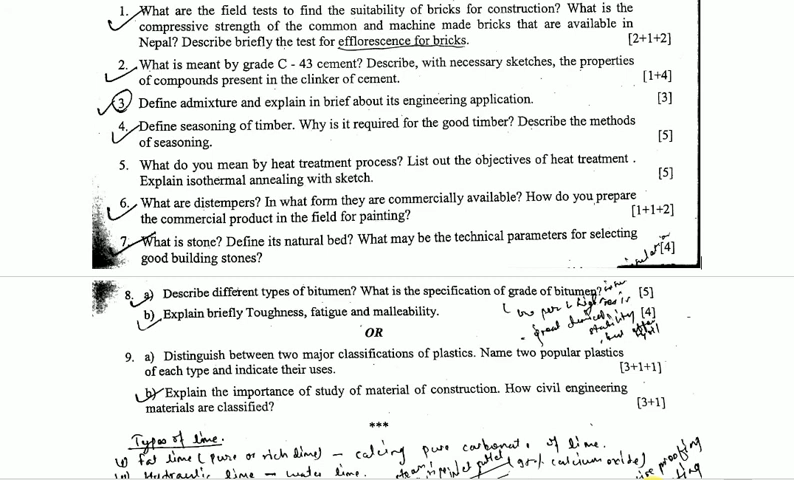 1. What are the field tests to find the suitability of bricks for construction? What is the
compressive strength of the common and machine made bricks that are available in
Nepal? Describe briefly the test for efflorescence for bricks. [2+1+2]
2. What is meant by grade C - 43 cement? Describe, with necessary sketches, the properties
of compounds present in the clinker of cement. [1+4]
3. Define admixture and explain in brief about its engineering application. [3]
4. Define seasoning of timber. Why is it required for the good timber? Describe the methods
of seasoning. [5]
5. What do you mean by heat treatment process? List out the objectives of heat treatment .
Explain isothermal annealing with sketch. [5]
6. What are distempers? In what form they are commercially available? How do you prepare
the commercial product in the field for painting? [1+1+2]
7. What is stone? Define its natural bed? What may be the technical parameters for selecting
good building stones? [4]
8. a) Describe different types of bitumen? What is the specification of grade of bitumen? [5]
b) Explain briefly Toughness, fatigue and malleability. [4]
great chemical stability
OR
9. a) Distinguish between two major classifications of plastics. Name two popular plastics
of each type and indicate their uses. [3+1+1]
b) Explain the importance of study of material of construction. How civil engineering
materials are classified? [3+1]
***
Types of lime.
(i) Fat lime (pure or rich lime) - calcing pure carbonate of lime.
(ii) Hydraulic lime - water lime. (90% calcium oxide)
proofing